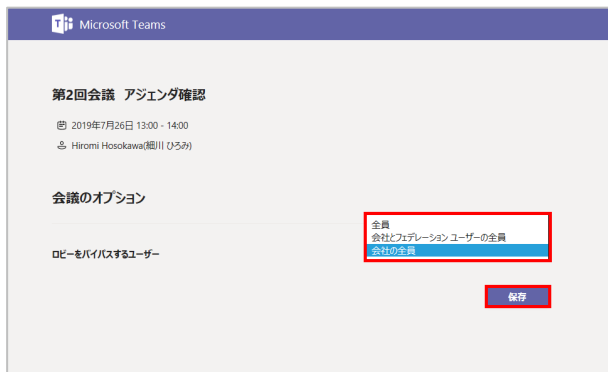 Microsoft Teams
第2回会議 アジェンダ確認
2019年7月26日 13:00 - 14:00
Hiromi Hosokawa(細川 ひろみ)
会議のオプション
全員
会社とフェデレーション ユーザーの全員
会社の全員
ロビーをバイパスするユーザー
保存